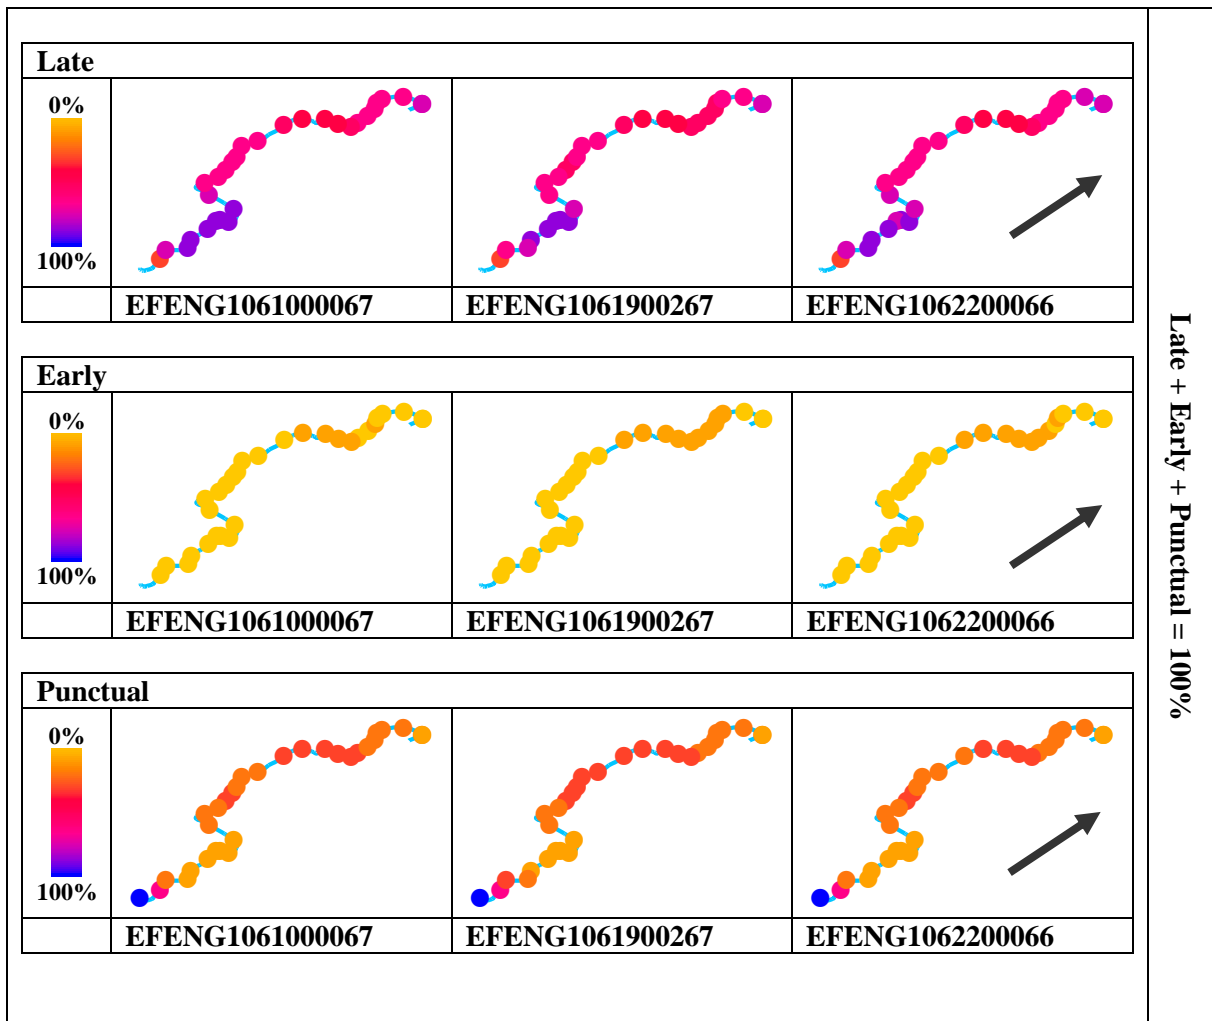 Late
0%
100%
EFENG1061000067 EFENG1061900267 EFENG1062200066
Early
0%
100%
EFENG1061000067 EFENG1061900267 EFENG1062200066
Punctual
0%
100%
EFENG1061000067 EFENG1061900267 EFENG1062200066
Late + Early + Punctual = 100%